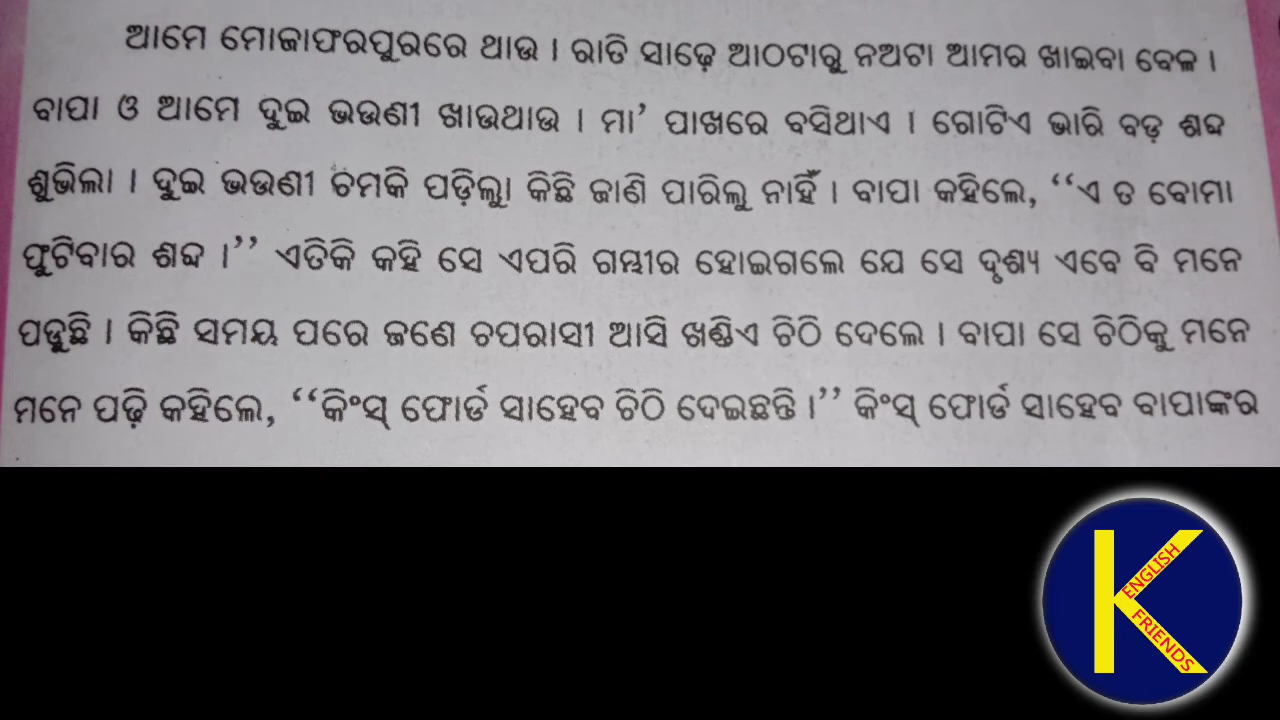 ଆମେ ମୋଜାଫରପୁରରେ ଥାଉ । ରାତି ସାଢ଼େ ଆଠଟାରୁ ନଅଟା ଆମର ଖାଇବା ବେଳ ।
ବାପା ଓ ଆମେ ଦୁଇ ଭଉଣୀ ଖାଉଥାଉ । ମା’ ପାଖରେ ବସିଥାଏ । ଗୋଟିଏ ଭାରି ବଡ଼ ଶବ୍ଦ
ଶୁଭିଲା । ଦୁଇ ଭଉଣୀ ଚମକି ପଡ଼ିଲୁ। କିଛି ଜାଣି ପାରିଲୁ ନାହିଁ । ବାପା କହିଲେ, ‘‘ଏ ତ ବୋମା
ଫୁଟିବାର ଶବ୍ଦ ।’’ ଏତିକି କହି ସେ ଏପରି ଗମ୍ଭୀର ହୋଇଗଲେ ଯେ ସେ ଦୃଶ୍ୟ ଏବେ ବି ମନେ
ପଡୁଛି । କିଛି ସମୟ ପରେ ଜଣେ ଚପରାସୀ ଆସି ଖଣ୍ଡିଏ ଚିଠି ଦେଲେ । ବାପା ସେ ଚିଠିକୁ ମନେ
ମନେ ପଢ଼ି କହିଲେ, ‘‘କିଂସ୍ ଫୋର୍ଡ ସାହେବ ଚିଠି ଦେଇଛନ୍ତି ।’’ କିଂସ୍ ଫୋର୍ଡ ସାହେବ ବାପାଙ୍କର
K
ENGLISH
FRIENDS